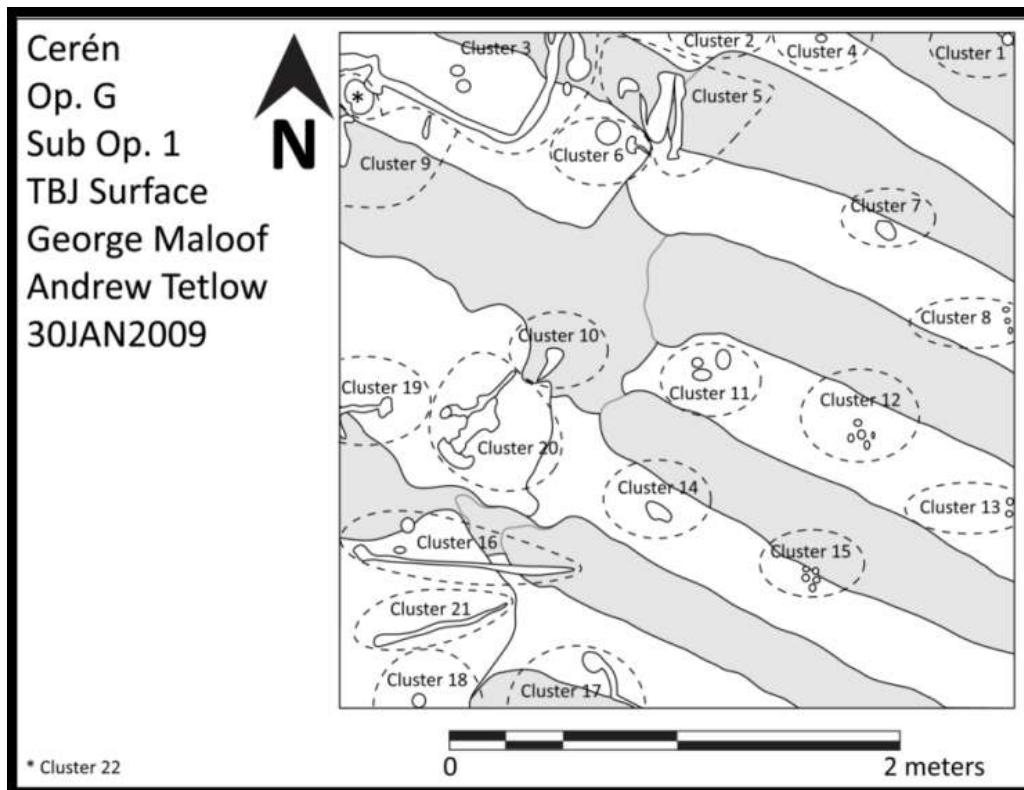 Cerén
Op. G
Sub Op. 1
TBJ Surface
George Maloof
Andrew Tetlow
30JAN2009
N
Cluster 3
Cluster 2
Cluster 4
Cluster 1
Cluster 5
*
Cluster 6
Cluster 9
Cluster 7
Cluster 8
Cluster 10
Cluster 19
Cluster 11
Cluster 12
Cluster 20
Cluster 14
Cluster 13
Cluster 16
Cluster 15
Cluster 21
Cluster 18
Cluster 17
* Cluster 22
0
2 meters